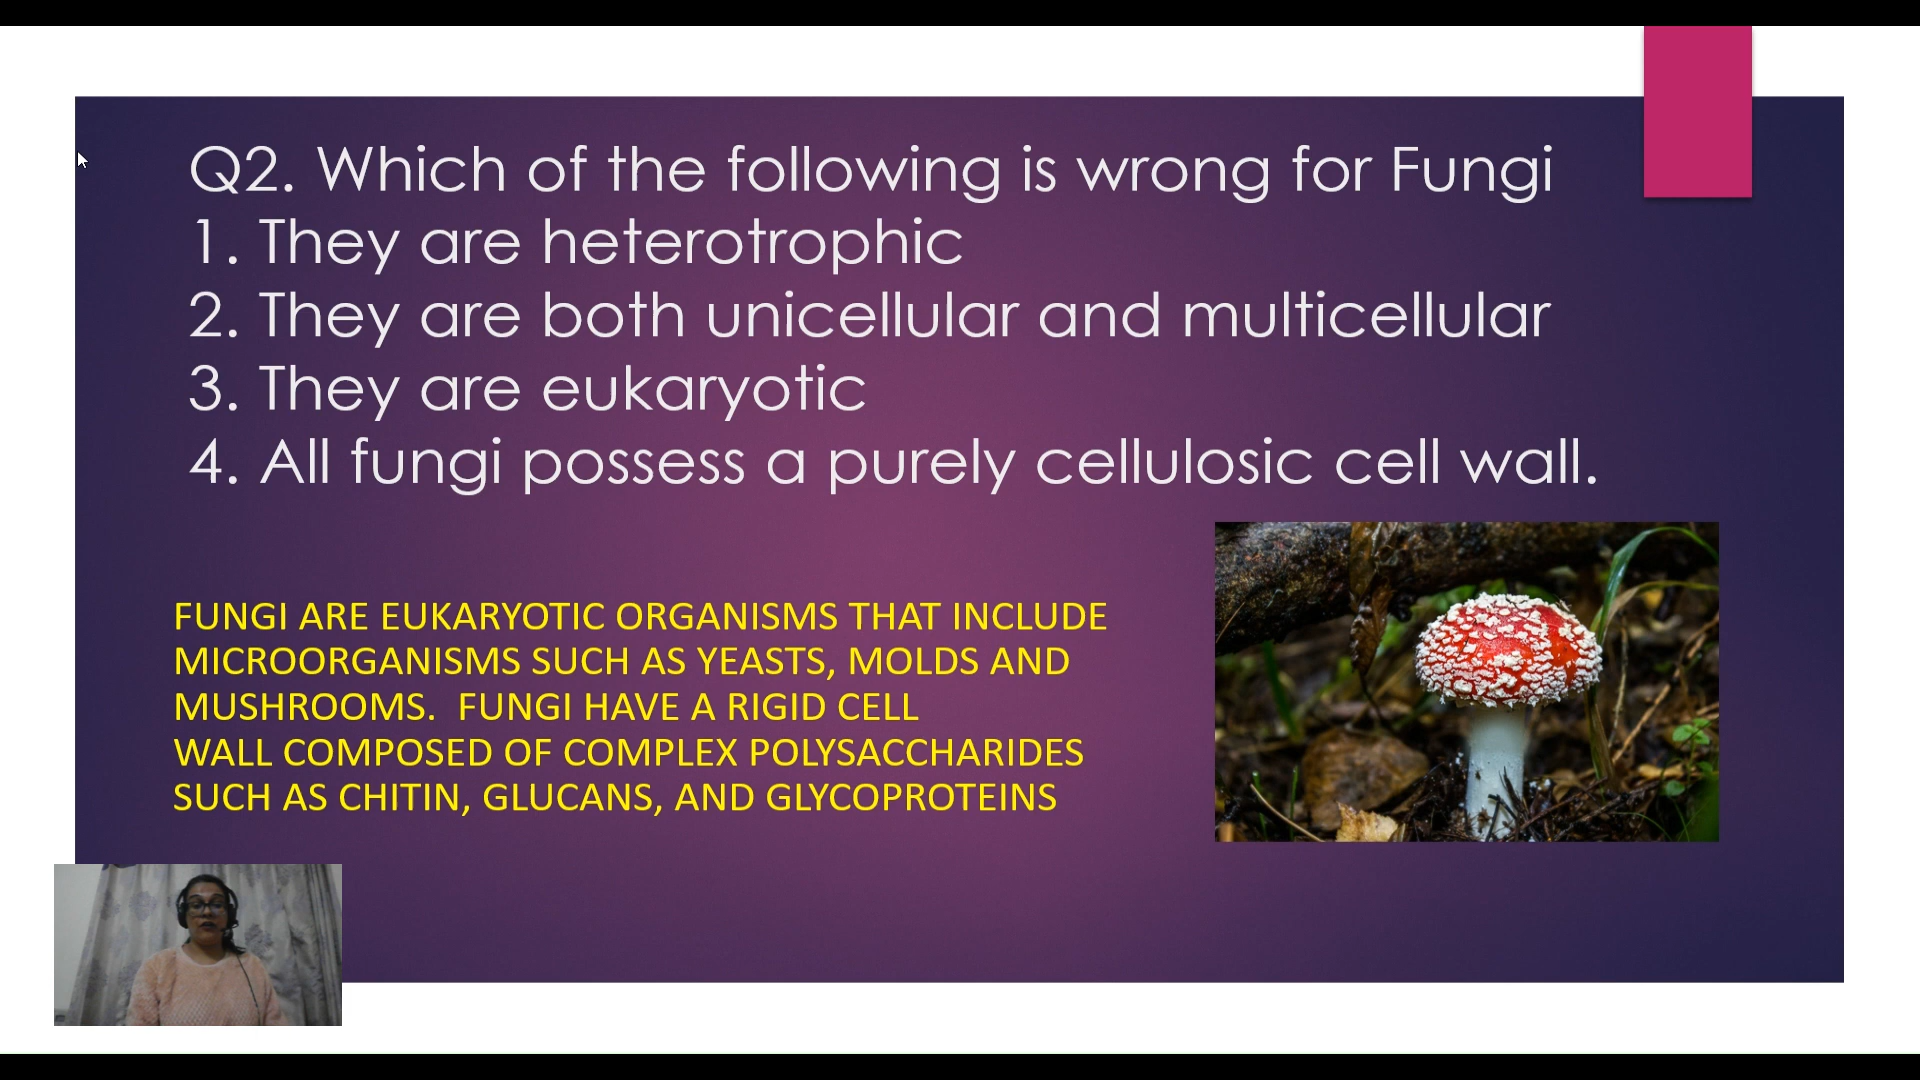 Q2. Which of the following is wrong for Fungi
1. They are heterotrophic
2. They are both unicellular and multicellular
3. They are eukaryotic
4. All fungi possess a purely cellulosic cell wall.
FUNGI ARE EUKARYOTIC ORGANISMS THAT INCLUDE
MICROORGANISMS SUCH AS YEASTS, MOLDS AND
MUSHROOMS.  FUNGI HAVE A RIGID CELL
WALL COMPOSED OF COMPLEX POLYSACCHARIDES
SUCH AS CHITIN, GLUCANS, AND GLYCOPROTEINS